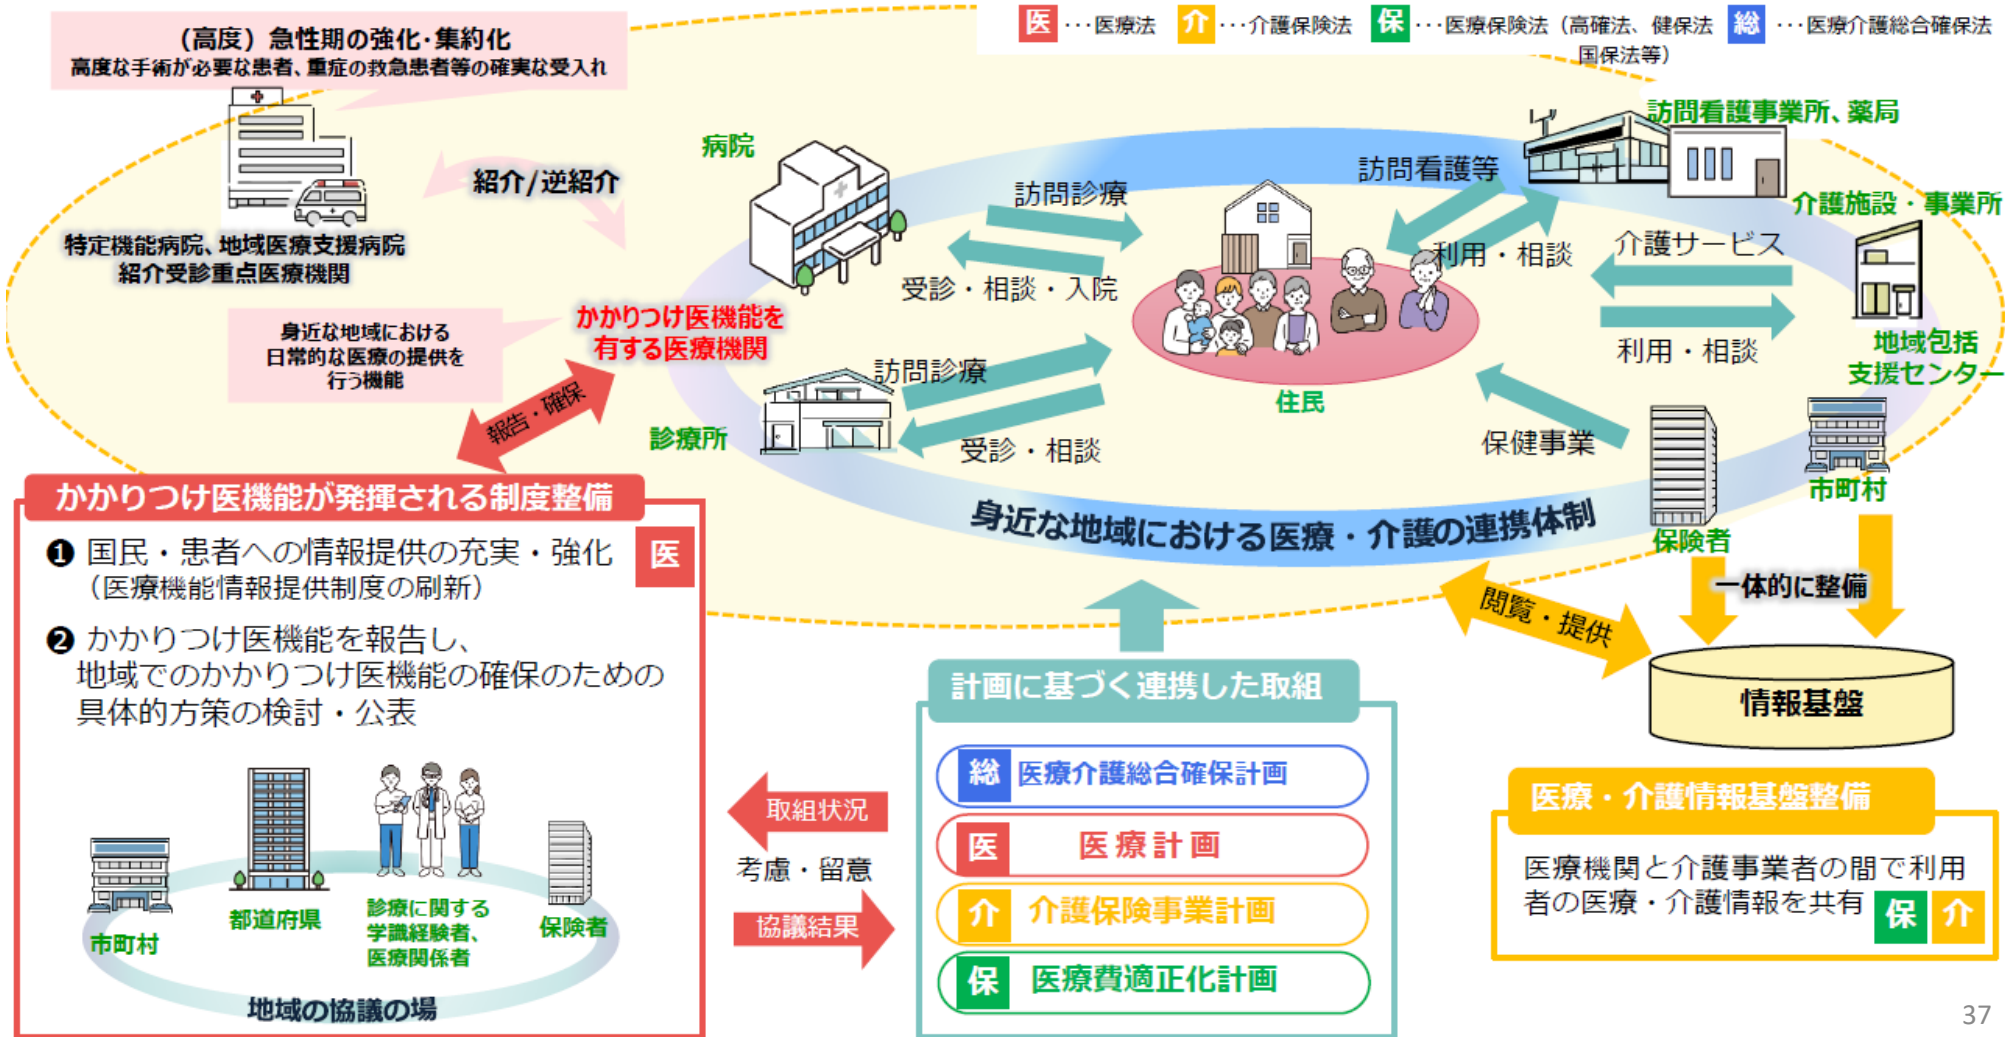 (高度)急性期の強化・集約化
高度な手術が必要な患者、重症の救急患者等の確実な受入れ
医 ・・・医療法 介 ・・・介護保険法 保 ・・・医療保険法(高確法、健保法 総 ・・・医療介護総合確保法
国保法等)
紹介/逆紹介
特定機能病院、地域医療支援病院
紹介受診重点医療機関
身近な地域における
日常的な医療の提供を
行う機能
かかりつけ医機能を
有する医療機関
報告・確保
病院
訪問診療
受診・相談・入院
訪問診療
診療所
受診・相談
住民
訪問看護等
訪問看護事業所、薬局
利用・相談
介護施設・事業所
介護サービス
利用・相談
地域包括
支援センター
保健事業
市町村
保険者
身近な地域における医療・介護の連携体制
一体的に整備
閲覧・提供
情報基盤
かかりつけ医機能が発揮される制度整備
❶ 国民・患者への情報提供の充実・強化 医
(医療機能情報提供制度の刷新)
❷ かかりつけ医機能を報告し、
地域でのかかりつけ医機能の確保のための
具体的方策の検討・公表
市町村
都道府県
診療に関する
学識経験者、
医療関係者
保険者
地域の協議の場
取組状況
考慮・留意
協議結果
計画に基づく連携した取組
総 医療介護総合確保計画
医 医療計画
介 介護保険事業計画
保 医療費適正化計画
医療・介護情報基盤整備
医療機関と介護事業者の間で利用
者の医療・介護情報を共有 保 介
37